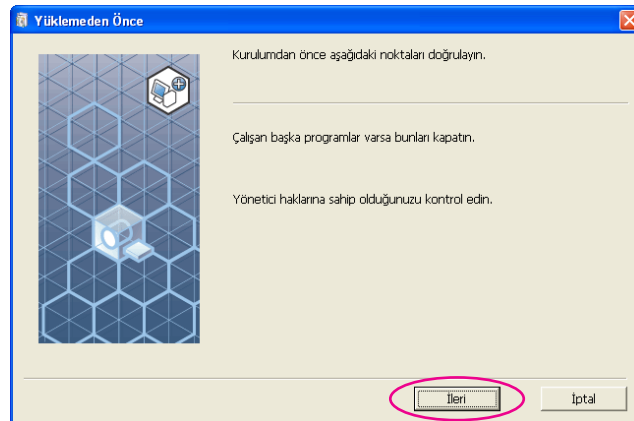 Yüklemeden Önce
Kurulumdan önce aşağıdaki noktaları doğrulayın.
Çalışan başka programlar varsa bunları kapatın.
Yönetici haklarına sahip olduğunuzu kontrol edin.
İleri
İptal